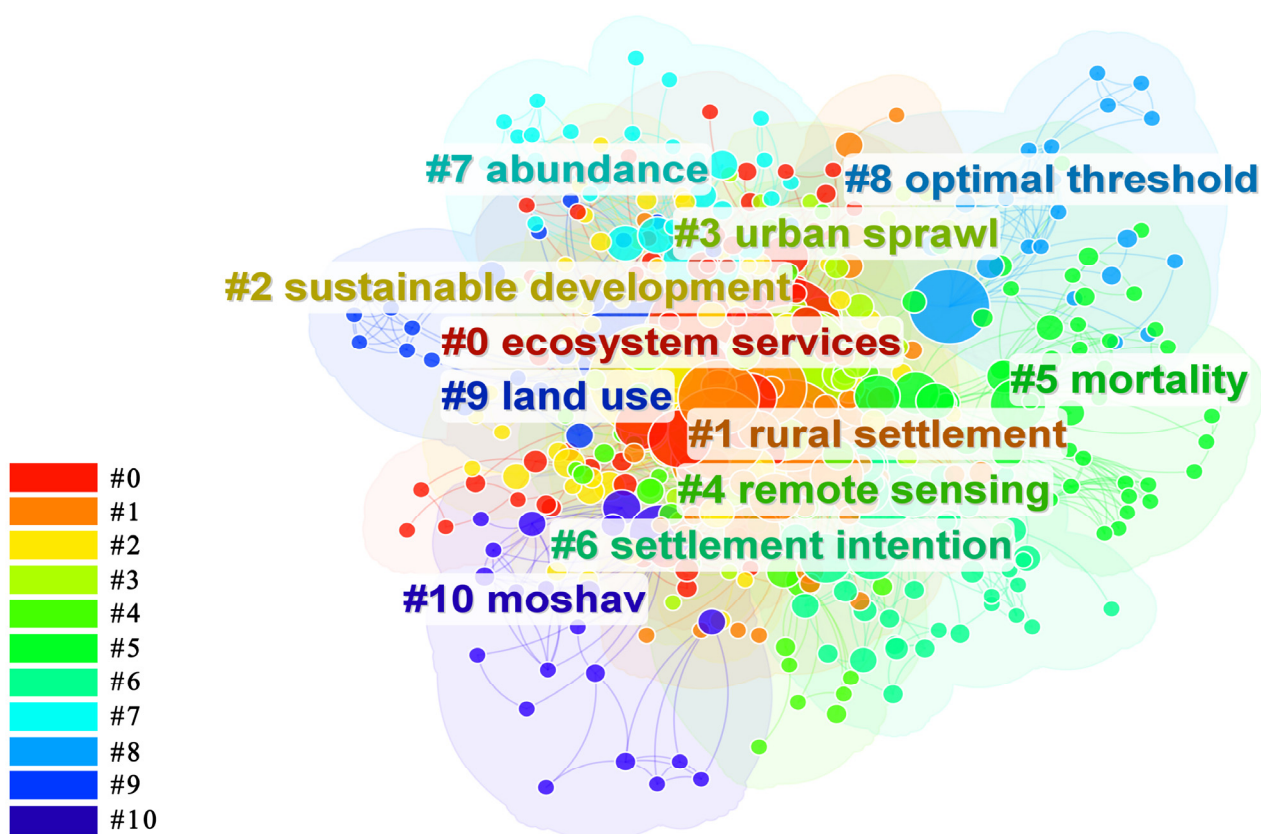 #7 abundance
#8 optimal threshold
#3 urban sprawl
#2 sustainable development
#0 ecosystem services
#5 mortality
#9 land use
#1 rural settlement
#4 remote sensing
#6 settlement intention
#10 moshav
#0
#1
#2
#3
#4
#5
#6
#7
#8
#9
#10